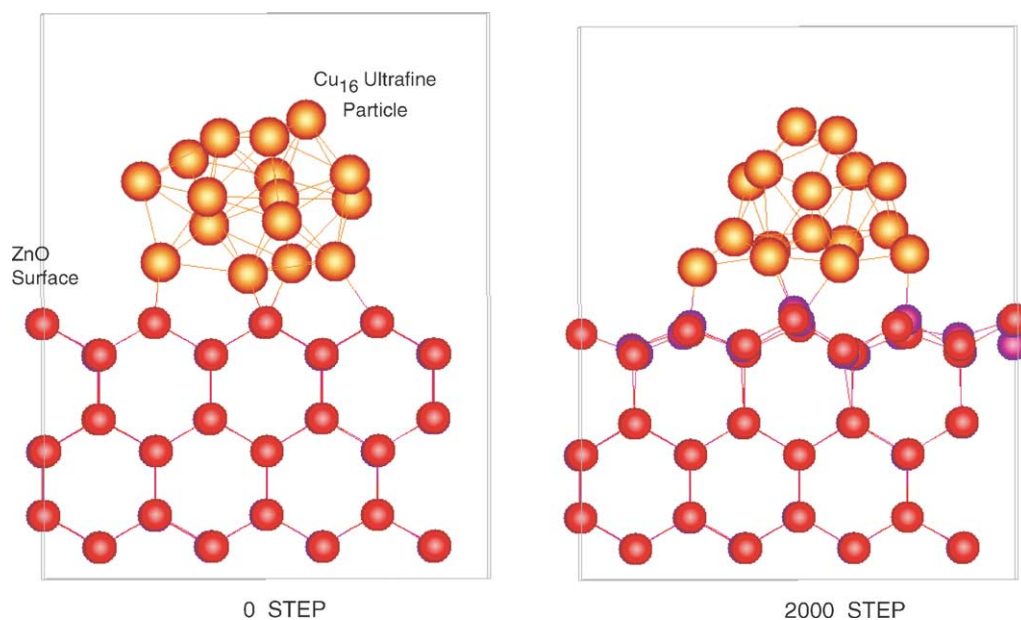 Cu₁₆ Ultrafine
Particle
ZnO
Surface
0 STEP
2000 STEP